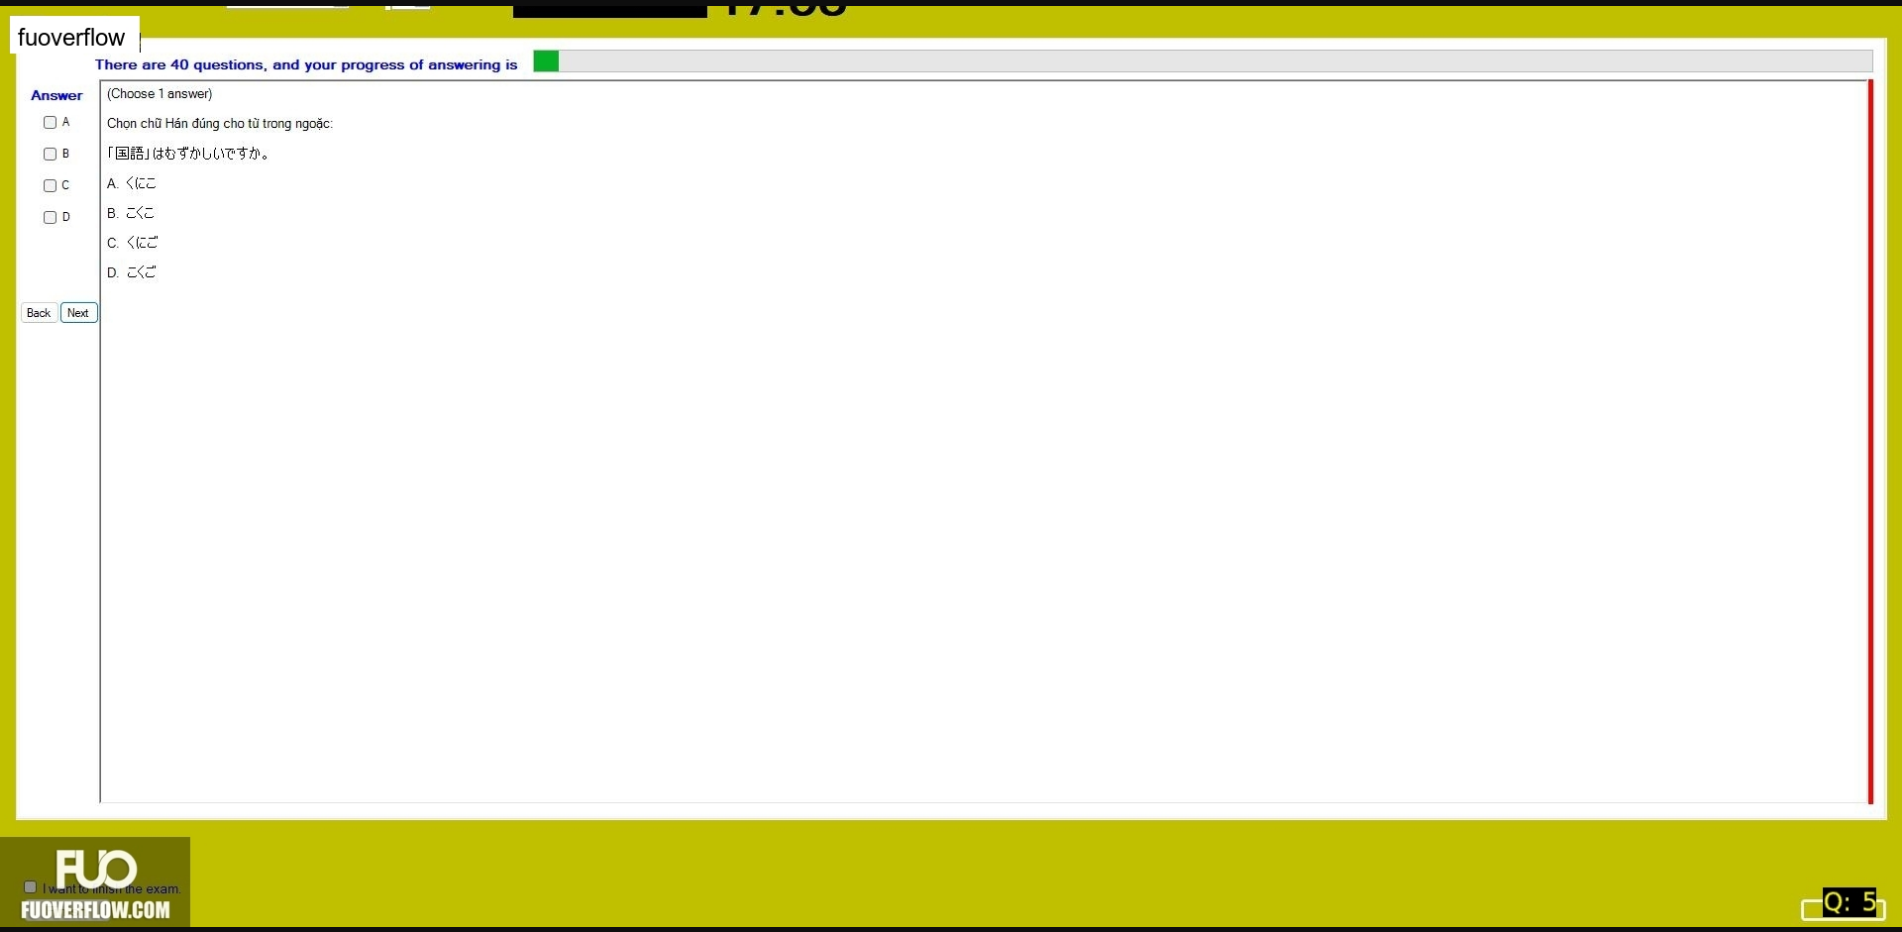 fuoverflow
There are 40 questions, and your progress of answering is
Answer
A
B
C
D
Back
Next
(Choose 1 answer)
Chọn chữ Hán đúng cho từ trong ngoặc:
「国語」はむずかしいですか。
A. くにこ
B. こくこ
C. くにご
D. こくご
FUO
I want to finish the exam.
FUOVERFLOW.COM
Q: 5